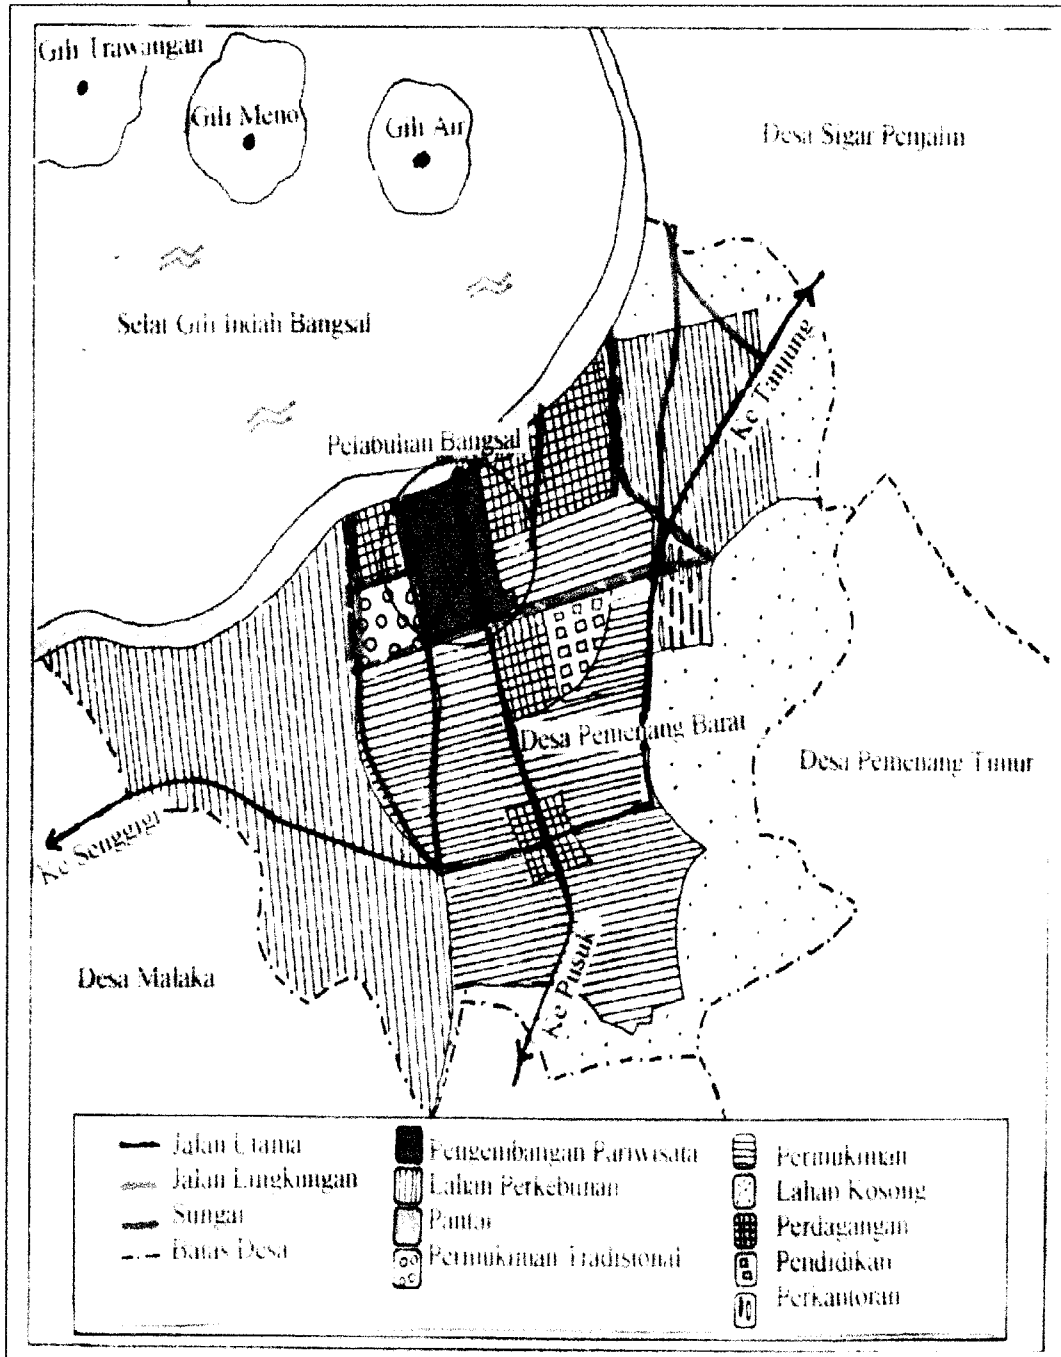 Gili Trawangan
Gili Meno
Gili Air
Desa Sigar Penjalin
Selat Gili Indah Bangsal
Ke Tanjung
Pelabuhan Bangsal
Desa Pemenang Barat
Desa Pemenang Timur
Ke Senggigi
Desa Malaka
Ke Pusuk
Jalan Utama
Jalan Lingkungan
Sungai
Batas Desa
Pengembangan Pariwisata
Lahan Perkebunan
Pantai
Permukiman Tradisional
Permukiman
Lahan Kosong
Perdagangan
Pendidikan
Perkantoran